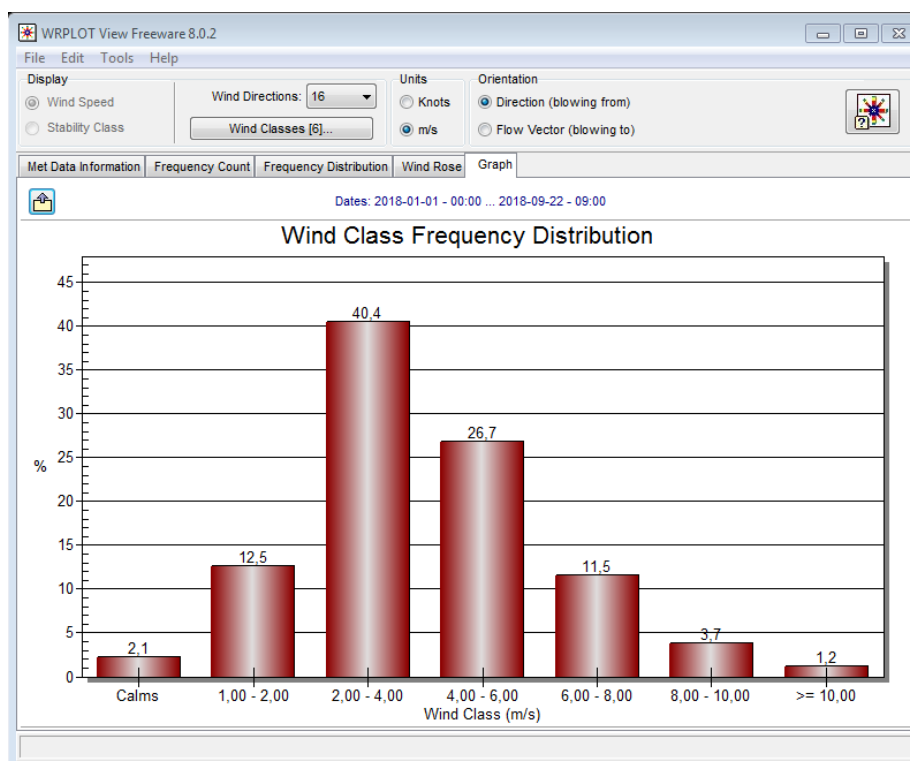 WRPLOT View Freeware 8.0.2
File Edit Tools Help
Display
Wind Speed
Stability Class
Wind Directions: 16
Wind Classes [6]...
Units
Knots
m/s
Orientation
Direction (blowing from)
Flow Vector (blowing to)
?
Met Data Information Frequency Count Frequency Distribution Wind Rose Graph
Dates: 2018-01-01 - 00:00 ... 2018-09-22 - 09:00
Wind Class Frequency Distribution
%
45
40
35
30
25
20
15
10
5
0
2,1
12,5
40,4
26,7
11,5
3,7
1,2
Calms 1,00 - 2,00 2,00 - 4,00 4,00 - 6,00 6,00 - 8,00 8,00 - 10,00 >= 10,00
Wind Class (m/s)